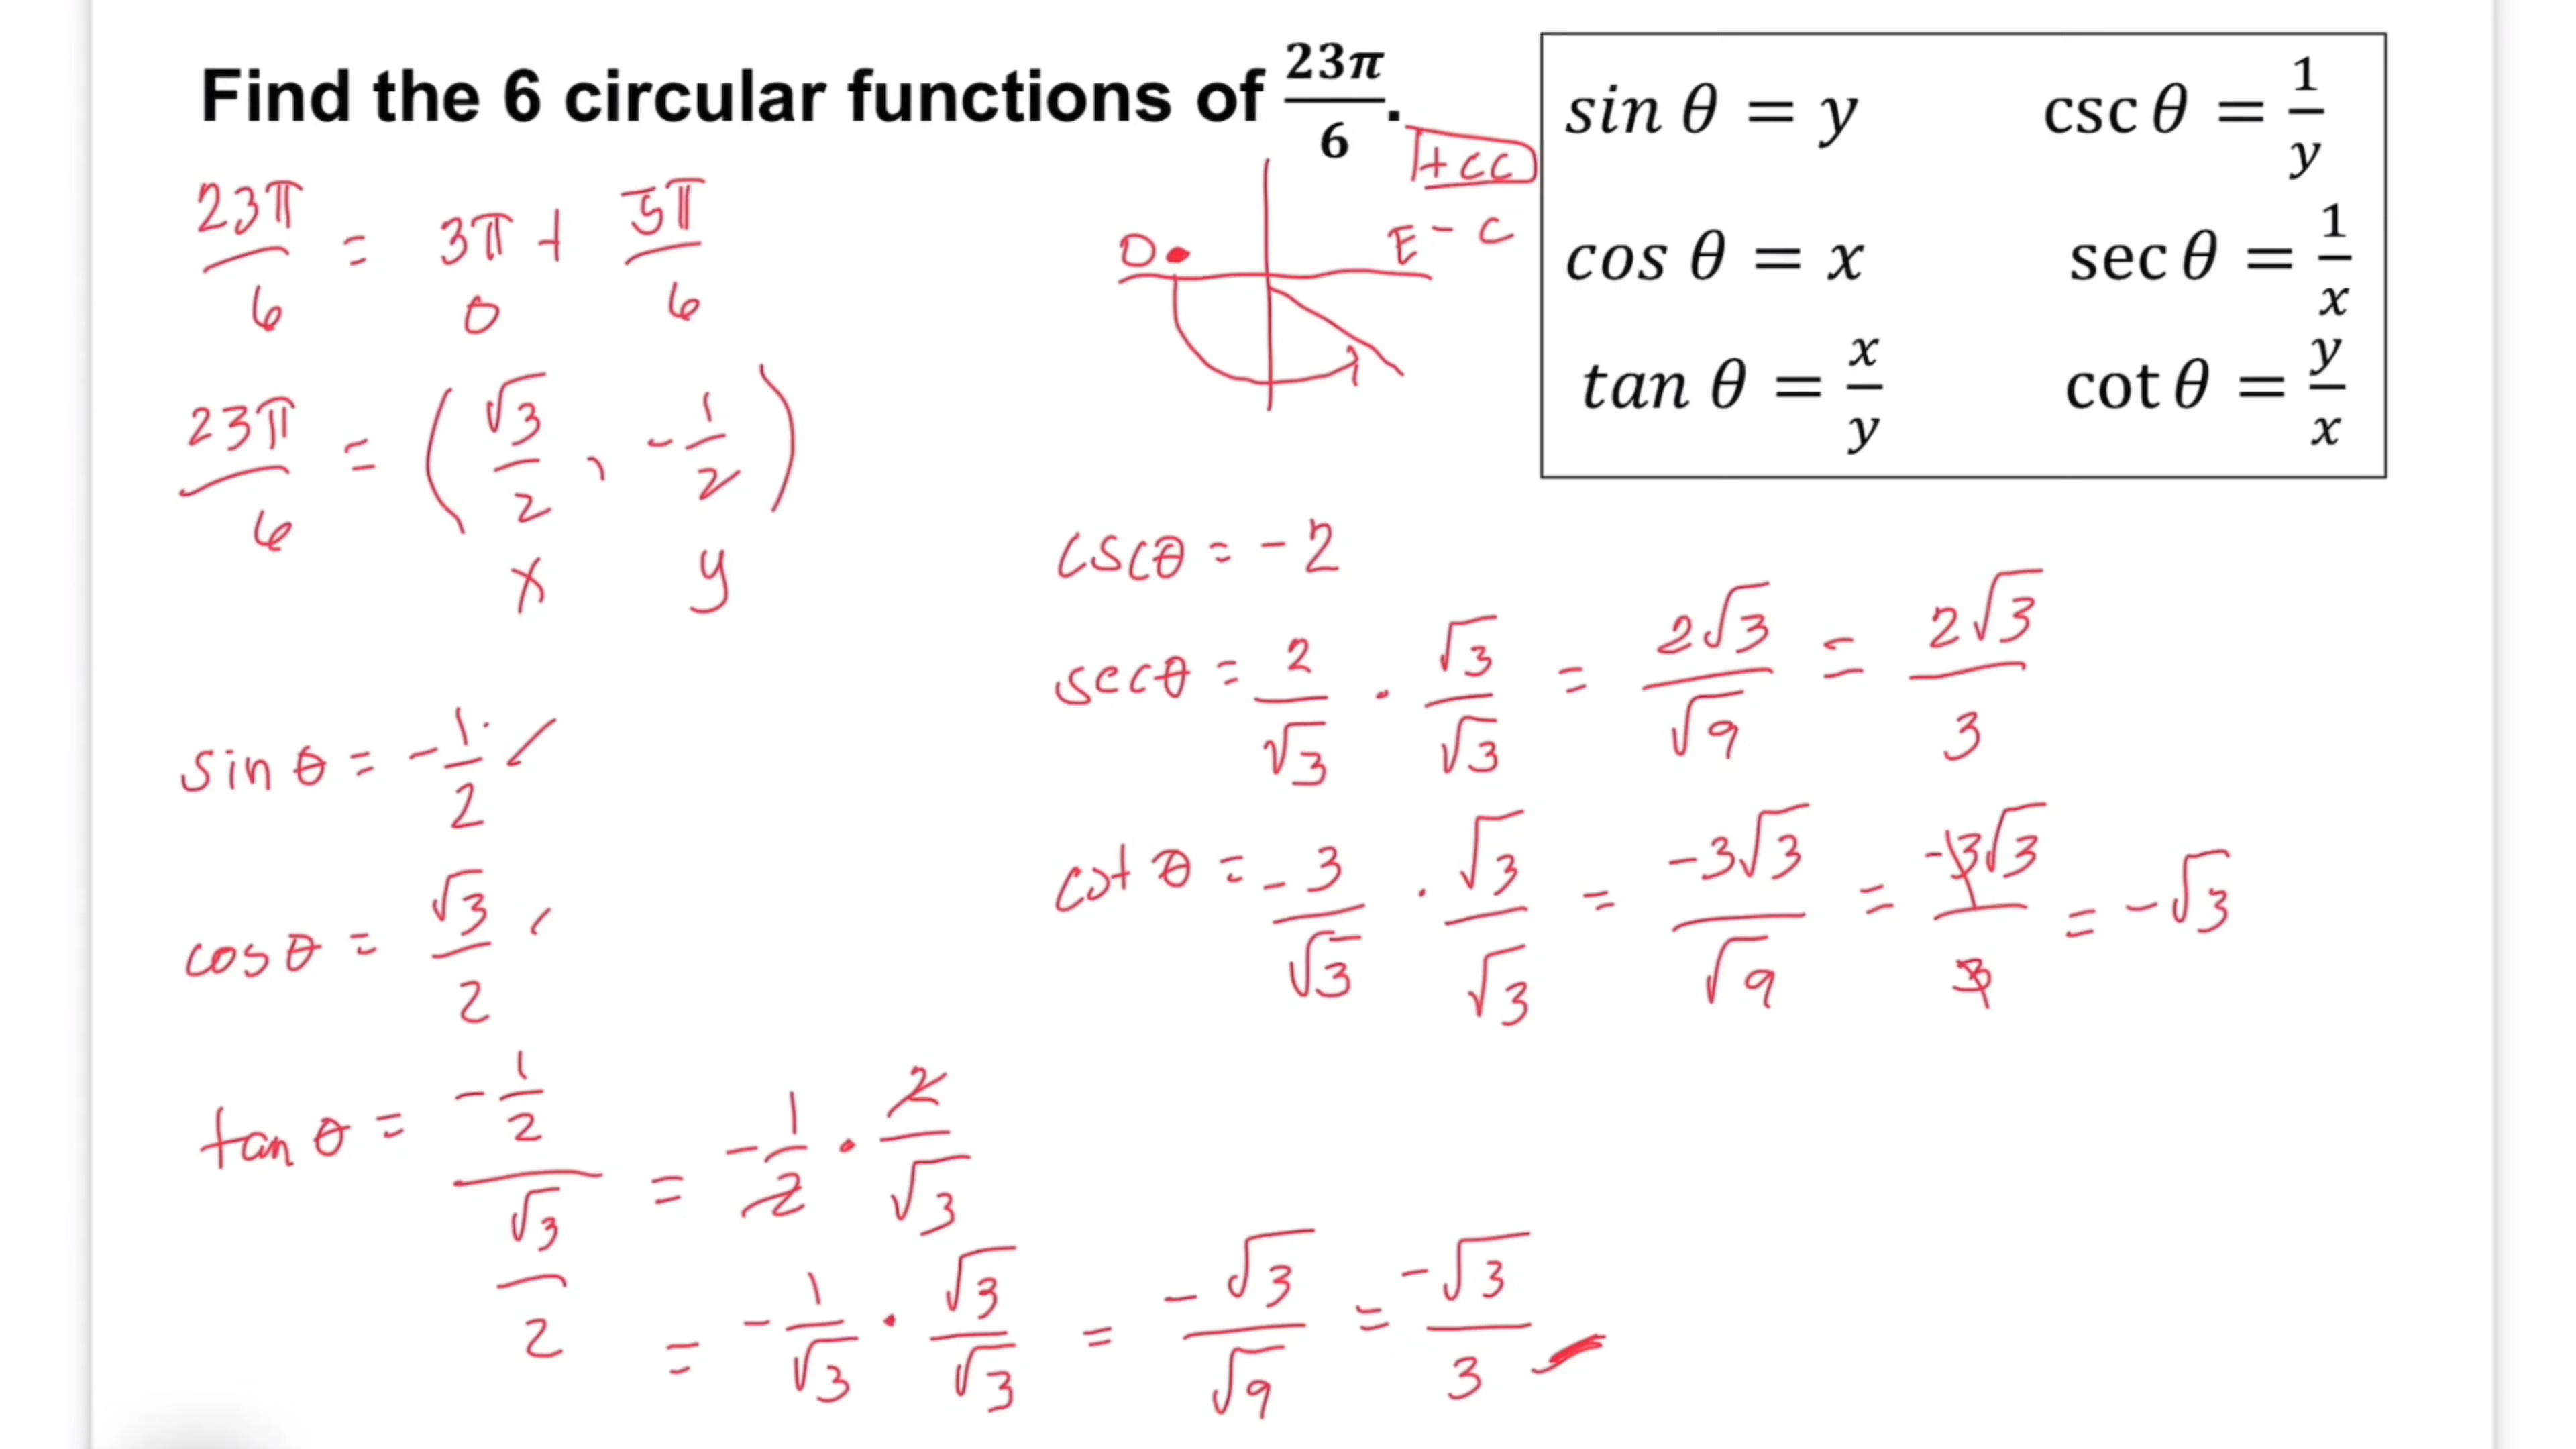 Find the 6 circular functions of 23π/6.
sin θ = y csc θ = 1/y
cos θ = x sec θ = 1/x
tan θ = x/y cot θ = y/x
+ CC
- C
O E
23π/6 = 3π + 5π/6
O
23π/6 = (√3/2, -1/2)
x y
sin θ = -1/2
cos θ = √3/2
tan θ = (-1/2)/(√3/2) = -1/2 · 2/√3
= -1/√3 · √3/√3 = -√3/√9 = -√3/3
csc θ = -2
sec θ = 2/√3 · √3/√3 = 2√3/√9 = 2√3/3
cot θ = -3/√3 · √3/√3 = -3√3/√9 = -3√3/3 = -√3